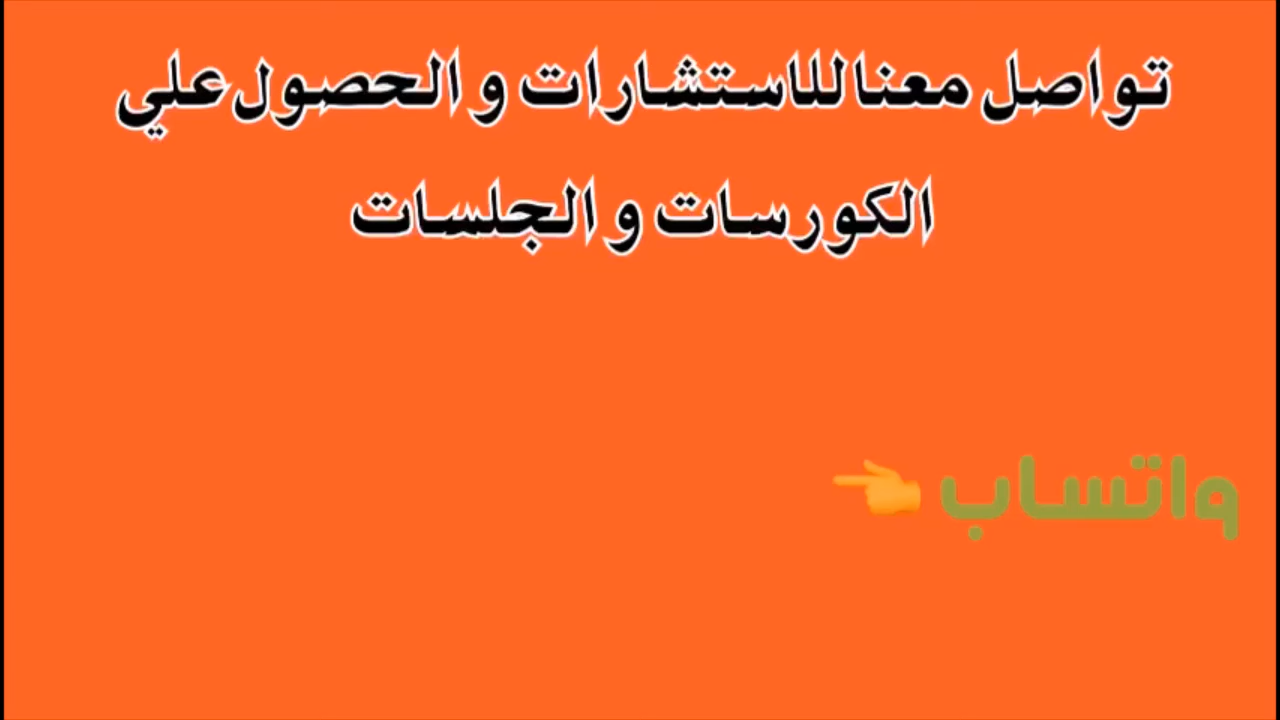 تواصل معنا للاستشارات و الحصول علي
الكورسات و الجلسات
واتساب 👈